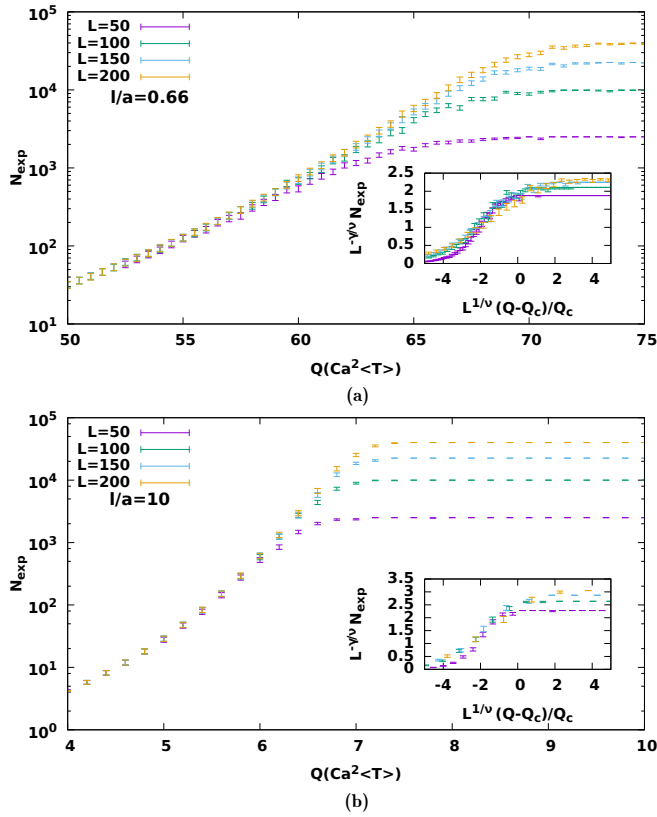 10^5
L=50
L=100
L=150
L=200
l/a=0.66
10^4
10^3
10^2
10^1
N_exp
2.5
2
1.5
1
0.5
0
L^-γ/ν N_exp
-4 -2 0 2 4
L^1/ν (Q-Q_c)/Q_c
50 55 60 65 70 75
Q(Ca^2<T>)
(a)
10^5
L=50
L=100
L=150
L=200
l/a=10
10^4
10^3
10^2
10^1
10^0
N_exp
3.5
3
2.5
2
1.5
1
0.5
0
L^-γ/ν N_exp
-4 -2 0 2 4
L^1/ν (Q-Q_c)/Q_c
4 5 6 7 8 9 10
Q(Ca^2<T>)
(b)